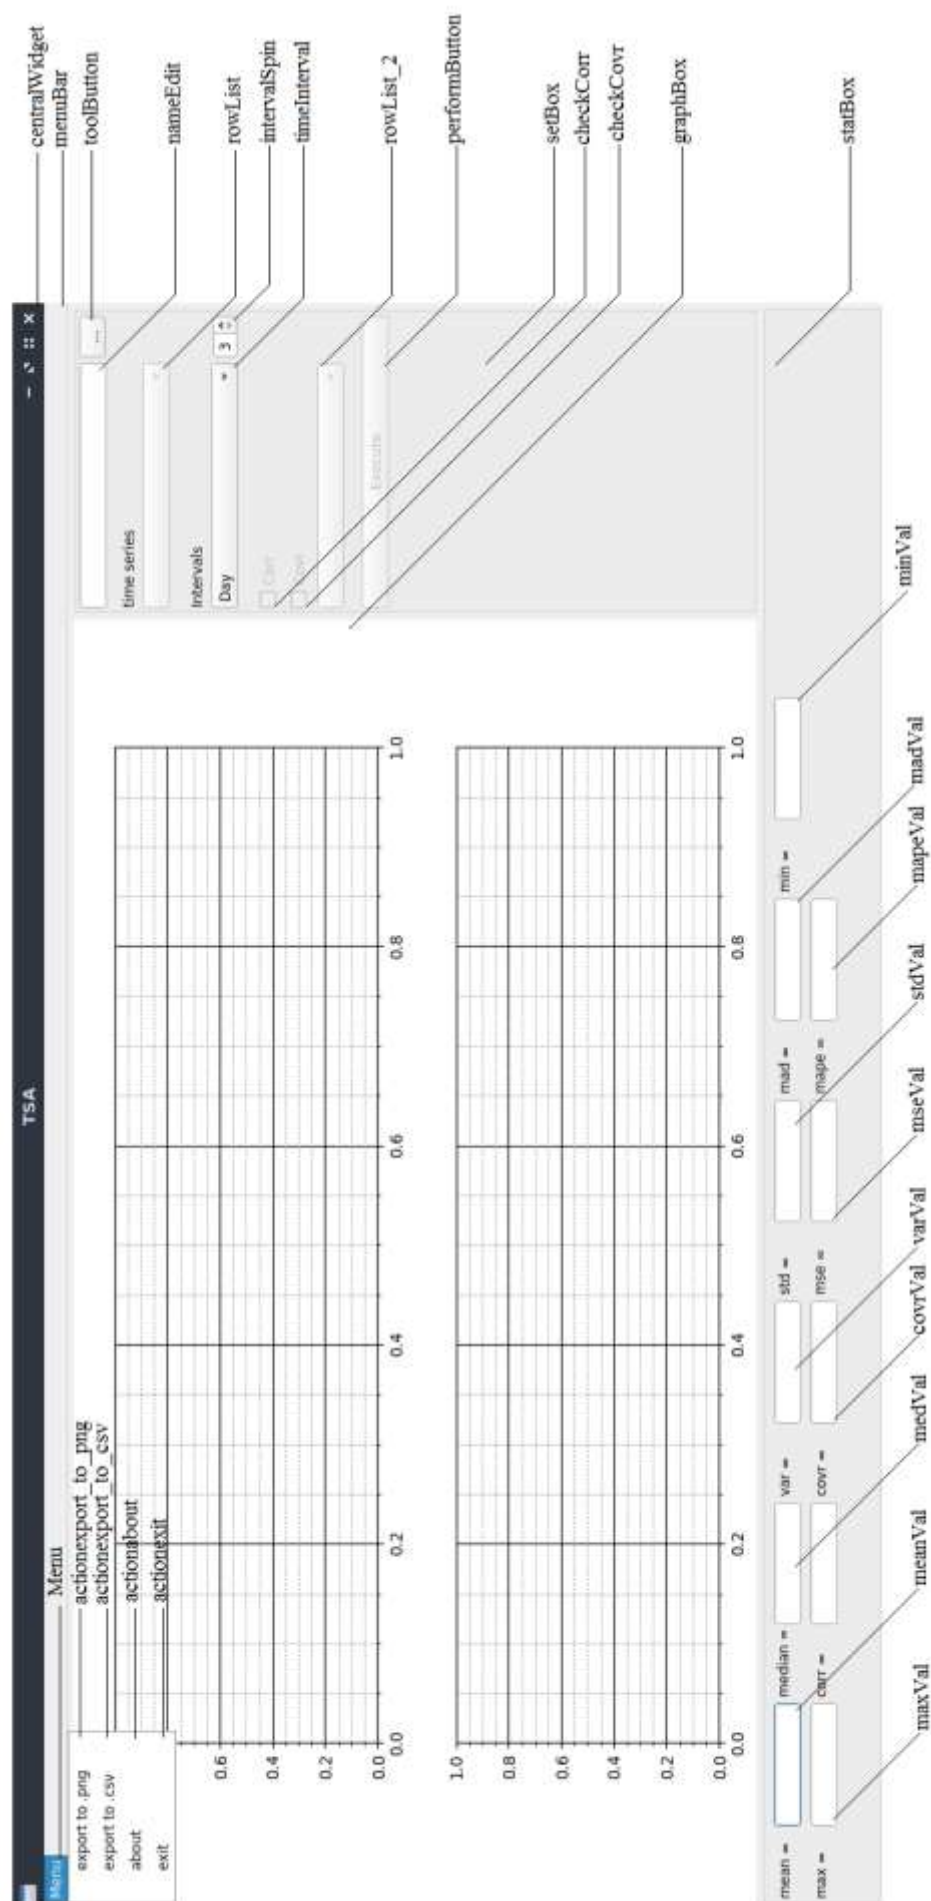 TSA
Menu
Menu
export to .png
actionexport_to_png
export to .csv
actionexport_to_csv
about
actionabout
exit
actionexit
centralWidget
menuBar
toolButton
nameEdit
rowList
intervalSpin
timeInterval
rowList_2
performButton
setBox
checkCorr
checkCovr
graphBox
statBox
...
time series
Intervals
Day
3
Corr
Execute
0.6
0.4
0.2
0.0
0.0 0.2 0.4 0.6 0.8 1.0
1.0
0.8
0.6
0.4
0.2
0.0
0.0 0.2 0.4 0.6 0.8 1.0
mean = median = var = std = mad = min =
max = corr = covr = mse = mape =
maxVal
meanVal
medVal
covrVal
varVal
mseVal
stdVal
mapeVal
madVal
minVal